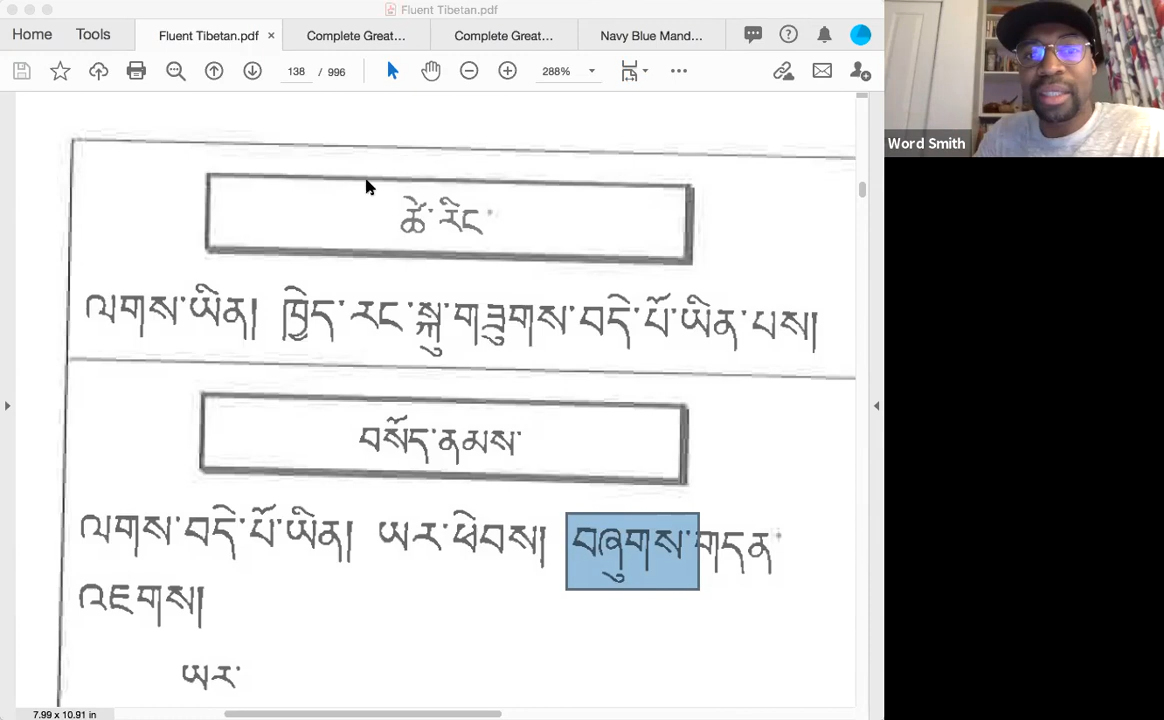 Fluent Tibetan.pdf
Home Tools Fluent Tibetan.pdf × Complete Great... Complete Great... Navy Blue Mand...
138 / 996 288%
ཚེ་རིང་
ལགས་ཡིན། ཁྱེད་རང་སྐུ་གཟུགས་བདེ་པོ་ཡིན་པས།
བསོད་ནམས་
ལགས་བདེ་པོ་ཡིན། ཡར་ཕེབས། བཞུགས་གདན་
འཇགས།
ཡར་
7.99 x 10.91 in
Word Smith